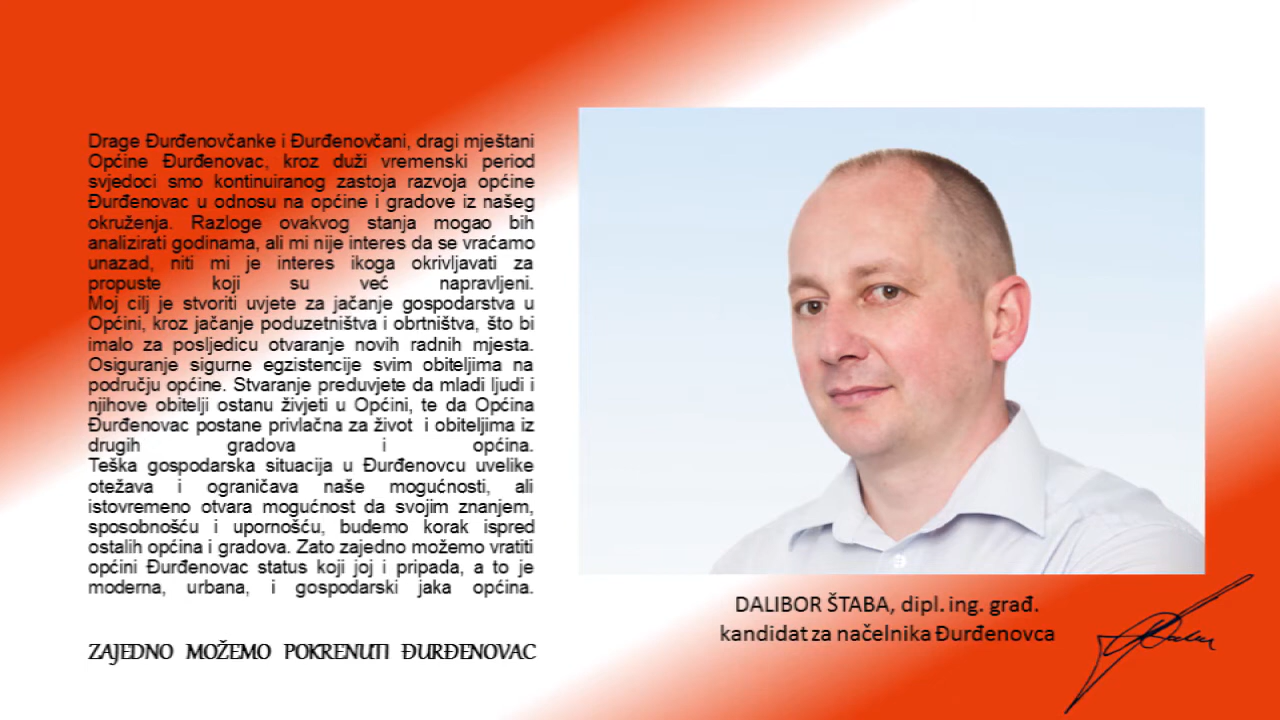 Drage Đurđenovčanke i Đurđenovčani, dragi mještani
Općine Đurđenovac, kroz duži vremenski period
svjedoci smo kontinuiranog zastoja razvoja općine
Đurđenovac u odnosu na općine i gradove iz našeg
okruženja. Razloge ovakvog stanja mogao bih
analizirati godinama, ali mi nije interes da se vraćamo
unazad, niti mi je interes ikoga okrivljavati za
propuste koji su već napravljeni.
Moj cilj je stvoriti uvjete za jačanje gospodarstva u
Općini, kroz jačanje poduzetništva i obrtništva, što bi
imalo za posljedicu otvaranje novih radnih mjesta.
Osiguranje sigurne egzistencije svim obiteljima na
području općine. Stvaranje preduvjete da mladi ljudi i
njihove obitelji ostanu živjeti u Općini, te da Općina
Đurđenovac postane privlačna za život i obiteljima iz
drugih gradova i općina.
Teška gospodarska situacija u Đurđenovcu uvelike
otežava i ograničava naše mogućnosti, ali
istovremeno otvara mogućnost da svojim znanjem,
sposobnošću i upornošću, budemo korak ispred
ostalih općina i gradova. Zato zajedno možemo vratiti
općini Đurđenovac status koji joj i pripada, a to je
moderna, urbana, i gospodarski jaka općina.
ZAJEDNO MOŽEMO POKRENUTI ĐURĐENOVAC
DALIBOR ŠTABA, dipl. ing. građ.
kandidat za načelnika Đurđenovca